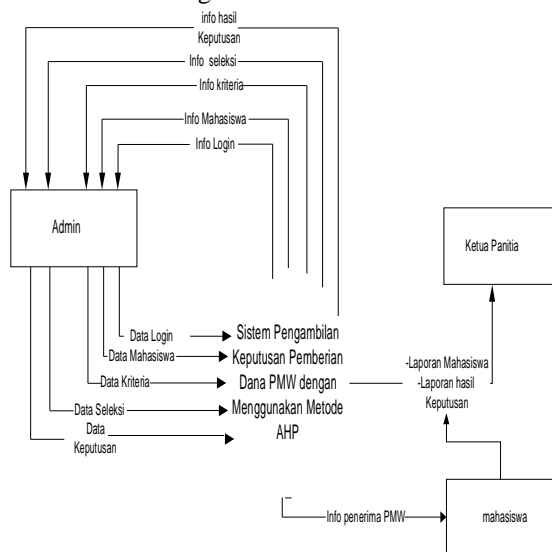 info hasil
Keputusan
Info seleksi
Info kriteria
Info Mahasiswa
Info Login
Admin
Ketua Panitia
Data Login
Data Mahasiswa
Data Kriteria
Data Seleksi
Data
Keputusan
Sistem Pengambilan
Keputusan Pemberian
Dana PMW dengan
Menggunakan Metode
AHP
-Laporan Mahasiswa
-Laporan hasil
Keputusan
Info penerima PMW
mahasiswa